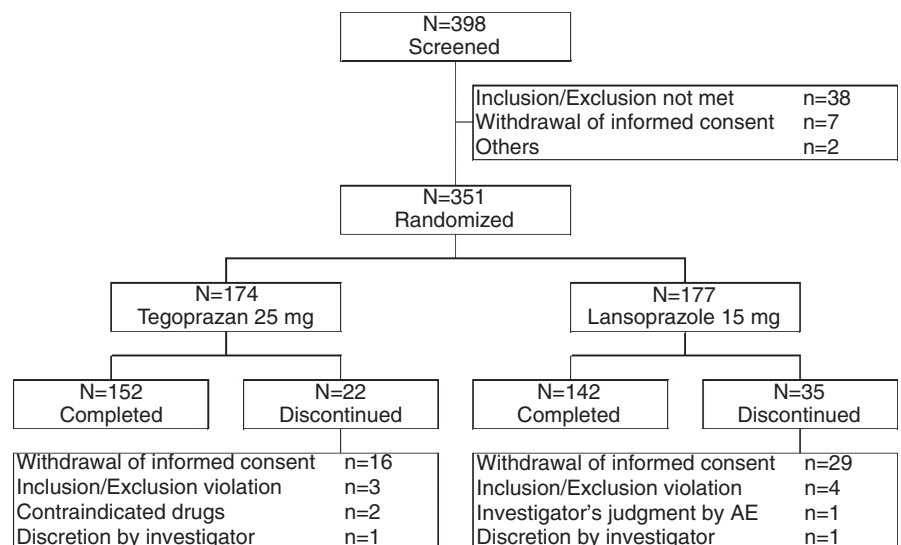 N=398
Screened
Inclusion/Exclusion not met n=38
Withdrawal of informed consent n=7
Others n=2
N=351
Randomized
N=174
Tegoprazan 25 mg
N=177
Lansoprazole 15 mg
N=152
Completed
N=22
Discontinued
N=142
Completed
N=35
Discontinued
Withdrawal of informed consent n=16
Inclusion/Exclusion violation n=3
Contraindicated drugs n=2
Discretion by investigator n=1
Withdrawal of informed consent n=29
Inclusion/Exclusion violation n=4
Investigator's judgment by AE n=1
Discretion by investigator n=1